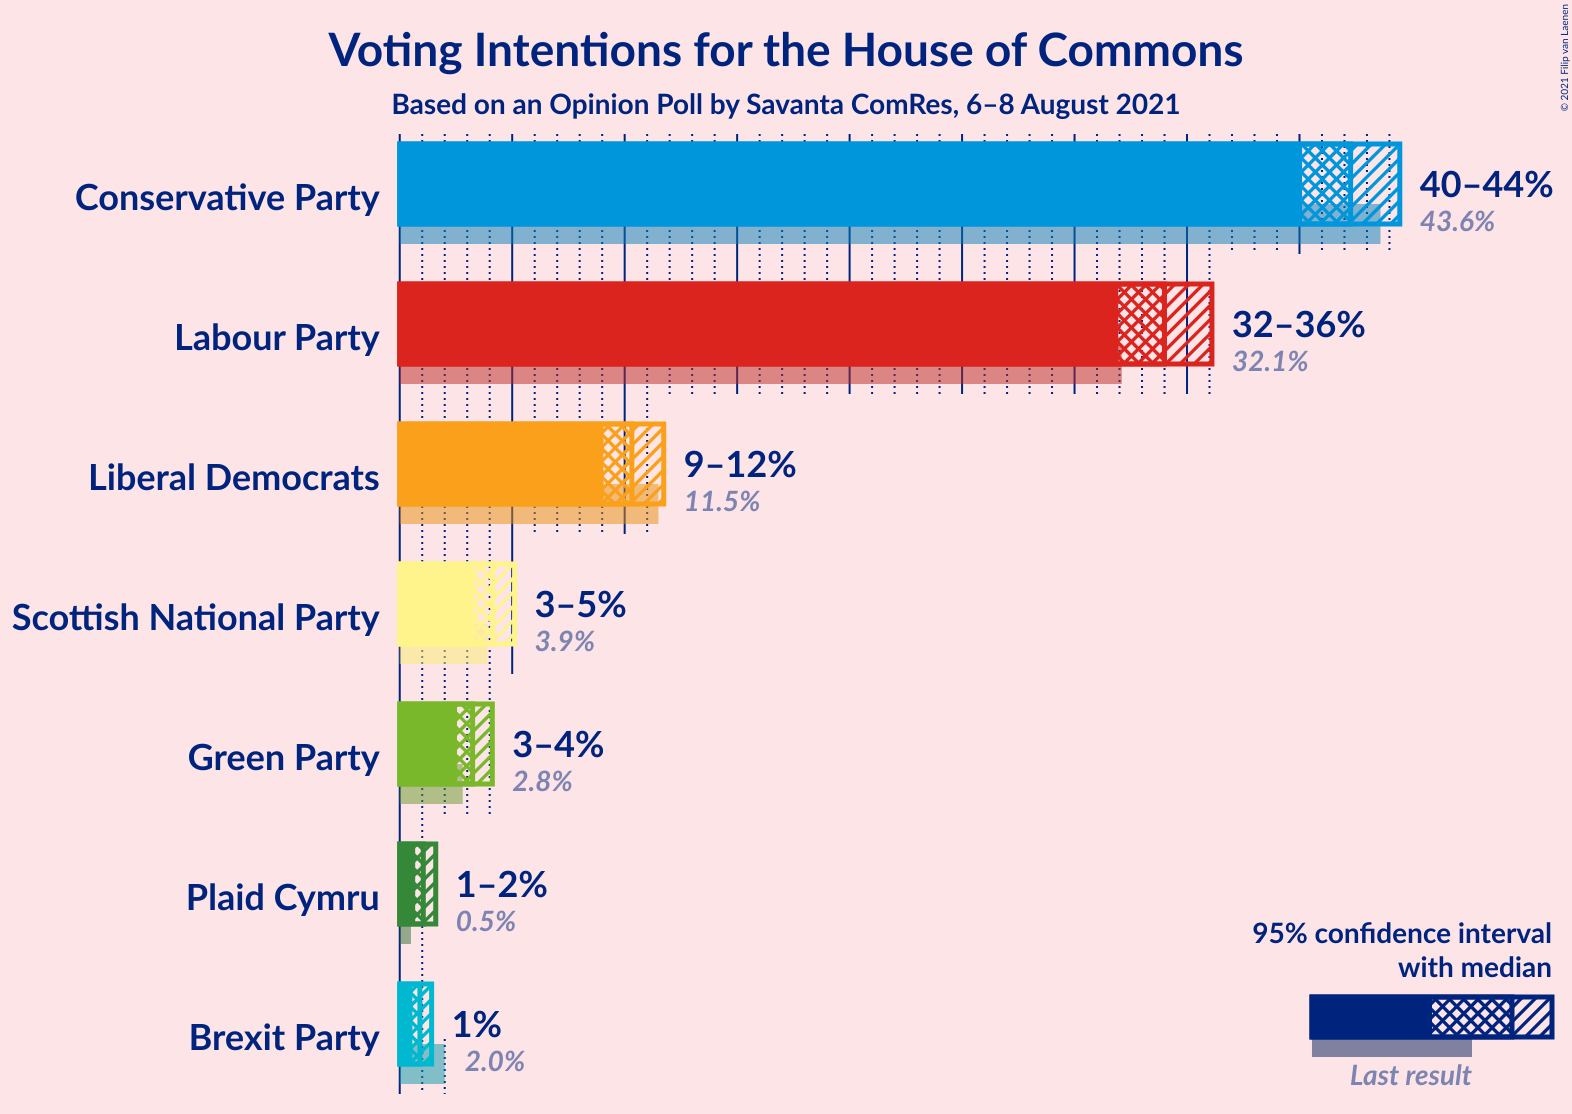 Voting Intentions for the House of Commons
Based on an Opinion Poll by Savanta ComRes, 6–8 August 2021
© 2021 Filip van Laenen
Conservative Party
40–44%
43.6%
Labour Party
32–36%
32.1%
Liberal Democrats
9–12%
11.5%
Scottish National Party
3–5%
3.9%
Green Party
3–4%
2.8%
Plaid Cymru
1–2%
0.5%
Brexit Party
1%
2.0%
95% confidence interval
with median
Last result